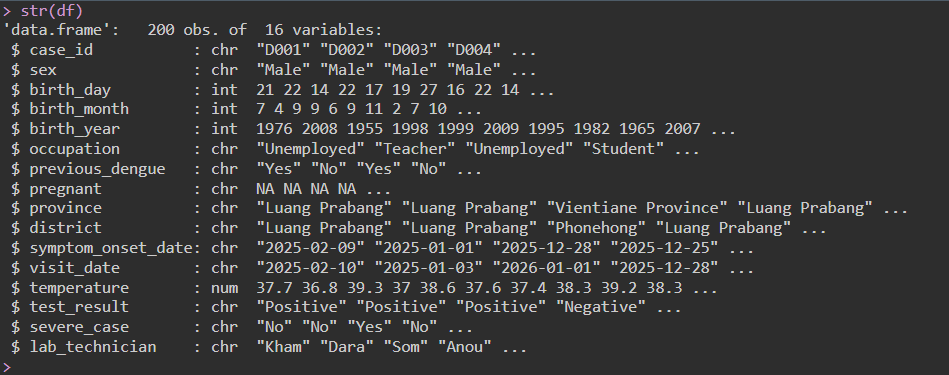 > str(df)
'data.frame':   200 obs. of  16 variables:
 $ case_id           : chr  "D001" "D002" "D003" "D004" ...
 $ sex               : chr  "Male" "Male" "Male" "Male" ...
 $ birth_day         : int  21 22 14 22 17 19 27 16 22 14 ...
 $ birth_month       : int  7 4 9 9 6 9 11 2 7 10 ...
 $ birth_year        : int  1976 2008 1955 1998 1999 2009 1995 1982 1965 2007 ...
 $ occupation        : chr  "Unemployed" "Teacher" "Unemployed" "Student" ...
 $ previous_dengue   : chr  "Yes" "No" "Yes" "No" ...
 $ pregnant          : chr  NA NA NA NA ...
 $ province          : chr  "Luang Prabang" "Luang Prabang" "Vientiane Province" "Luang Prabang" ...
 $ district          : chr  "Luang Prabang" "Luang Prabang" "Phonehong" "Luang Prabang" ...
 $ symptom_onset_date: chr  "2025-02-09" "2025-01-01" "2025-12-28" "2025-12-25" ...
 $ visit_date        : chr  "2025-02-10" "2025-01-03" "2026-01-01" "2025-12-28" ...
 $ temperature       : num  37.7 36.8 39.3 37 38.6 37.6 37.4 38.3 39.2 38.3 ...
 $ test_result       : chr  "Positive" "Positive" "Positive" "Negative" ...
 $ severe_case       : chr  "No" "No" "Yes" "No" ...
 $ lab_technician    : chr  "Kham" "Dara" "Som" "Anou" ...
>